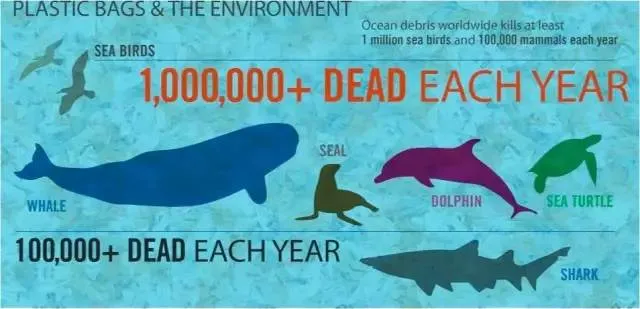 PLASTIC BAGS & THE ENVIRONMENT
Ocean debris worldwide kills at least
1 million sea birds and 100,000 mammals each year
SEA BIRDS
1,000,000+ DEAD EACH YEAR
SEAL
WHALE
DOLPHIN
SEA TURTLE
100,000+ DEAD EACH YEAR
SHARK